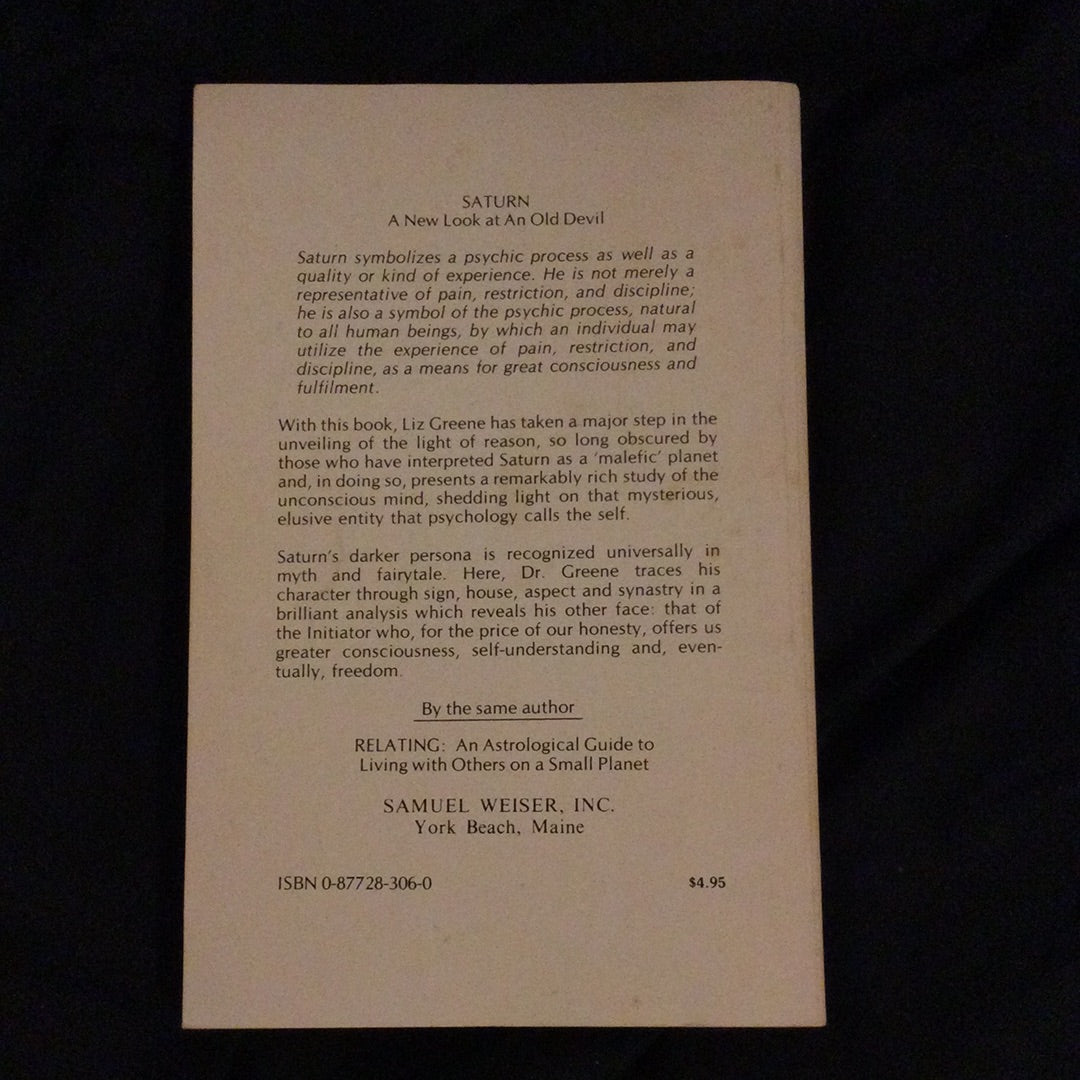 SATURN
A New Look at An Old Devil
Saturn symbolizes a psychic process as well as a
quality or kind of experience. He is not merely a
representative of pain, restriction, and discipline;
he is also a symbol of the psychic process, natural
to all human beings, by which an individual may
utilize the experience of pain, restriction, and
discipline, as a means for great consciousness and
fulfilment.
With this book, Liz Greene has taken a major step in the
unveiling of the light of reason, so long obscured by
those who have interpreted Saturn as a 'malefic' planet
and, in doing so, presents a remarkably rich study of the
unconscious mind, shedding light on that mysterious,
elusive entity that psychology calls the self.
Saturn's darker persona is recognized universally in
myth and fairytale. Here, Dr. Greene traces his
character through sign, house, aspect and synastry in a
brilliant analysis which reveals his other face: that of
the Initiator who, for the price of our honesty, offers us
greater consciousness, self-understanding and, even-
tually, freedom.
By the same author
RELATING: An Astrological Guide to
Living with Others on a Small Planet
SAMUEL WEISER, INC.
York Beach, Maine
ISBN 0-87728-306-0 $4.95